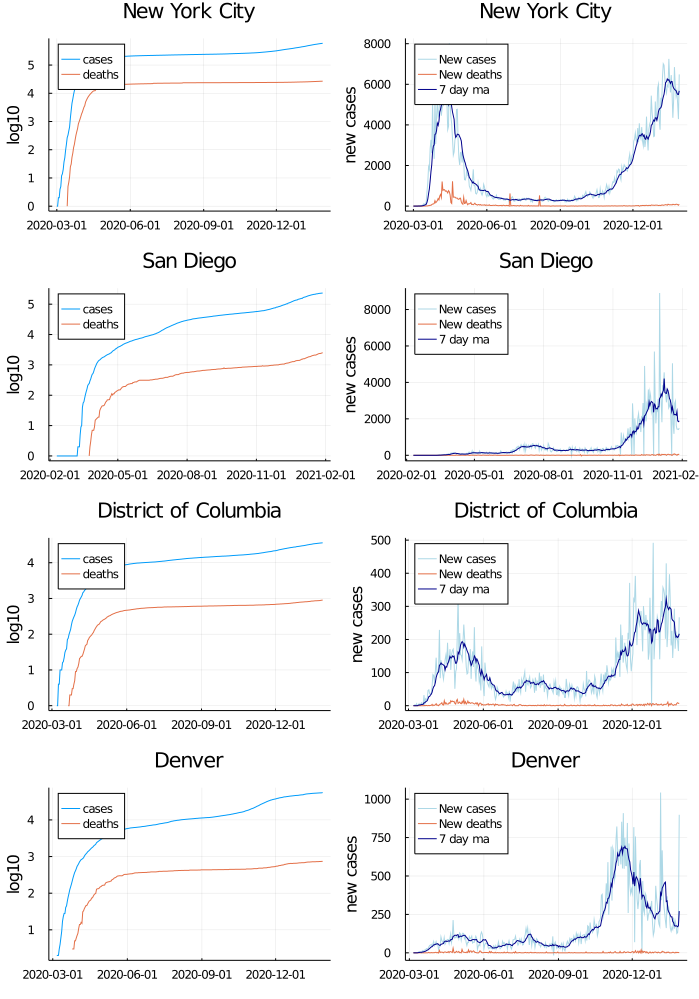 New York City
log10
5
4
3
2
1
0
cases
deaths
2020-03-01 2020-06-01 2020-09-01 2020-12-01
New York City
new cases
8000
6000
4000
2000
0
New cases
New deaths
7 day ma
2020-03-01 2020-06-01 2020-09-01 2020-12-01
San Diego
log10
5
4
3
2
1
0
cases
deaths
2020-02-01 2020-05-01 2020-08-01 2020-11-01 2021-02-01
San Diego
new cases
8000
6000
4000
2000
0
New cases
New deaths
7 day ma
2020-02-01 2020-05-01 2020-08-01 2020-11-01 2021-02-
District of Columbia
log10
4
3
2
1
0
cases
deaths
2020-03-01 2020-06-01 2020-09-01 2020-12-01
District of Columbia
new cases
500
400
300
200
100
0
New cases
New deaths
7 day ma
2020-03-01 2020-06-01 2020-09-01 2020-12-01
Denver
log10
4
3
2
1
cases
deaths
2020-03-01 2020-06-01 2020-09-01 2020-12-01
Denver
new cases
1000
750
500
250
0
New cases
New deaths
7 day ma
2020-03-01 2020-06-01 2020-09-01 2020-12-01